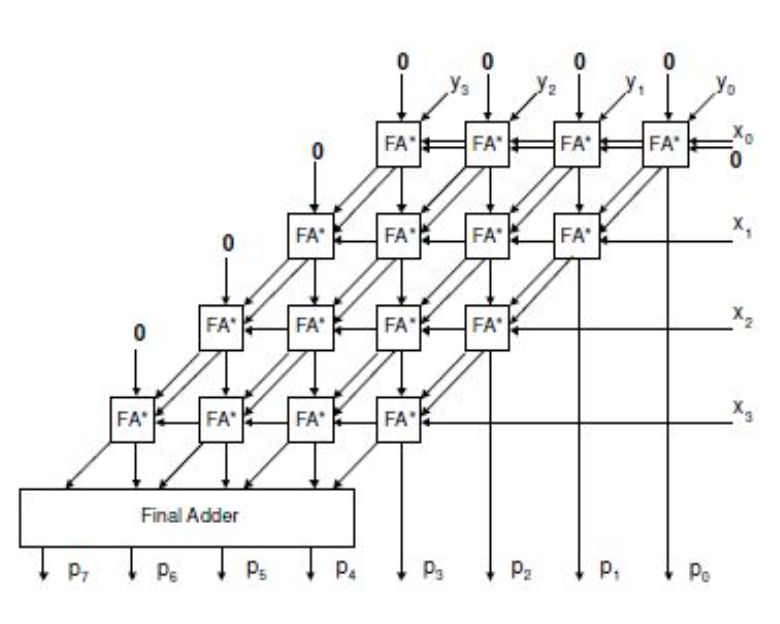 0 0 0 0
y₃ y₂ y₁ y₀
FA* FA* FA* FA* x₀
0
0
FA* FA* FA* FA* x₁
0
FA* FA* FA* FA* x₂
0
FA* FA* FA* FA* x₃
Final Adder
p₇ p₆ p₅ p₄ p₃ p₂ p₁ p₀